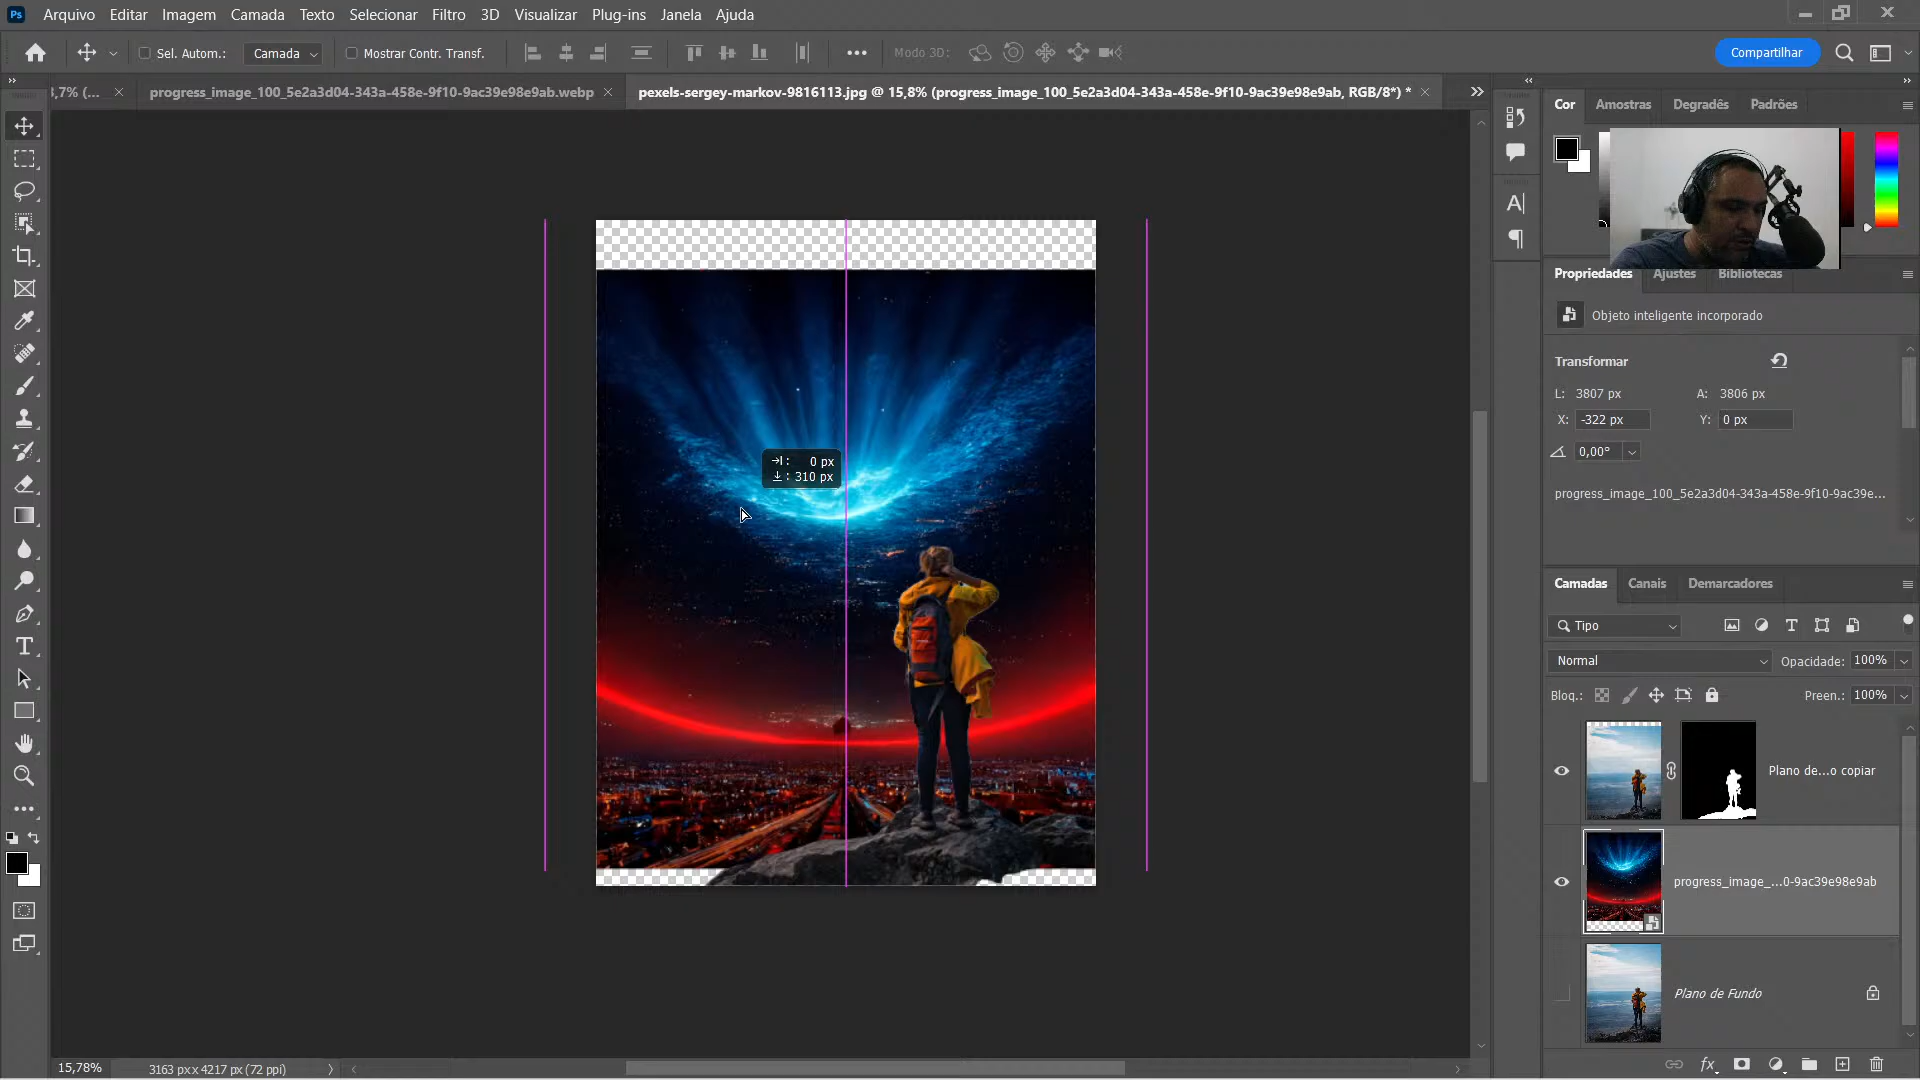 Ps Arquivo Editar Imagem Camada Texto Selecionar Filtro 3D Visualizar Plug-ins Janela Ajuda
Sel. Autom.: Camada Mostrar Contr. Transf. Modo 3D: Compartilhar
,7% (... × progress_image_100_5e2a3d04-343a-458e-9f10-9ac39e98e9ab.webp × pexels-sergey-markov-9816113.jpg @ 15,8% (progress_image_100_5e2a3d04-343a-458e-9f10-9ac39e98e9ab, RGB/8*) * ×
Cor Amostras Degradês Padrões
Propriedades Ajustes Bibliotecas
Objeto inteligente incorporado
Transformar
L: 3807 px A: 3806 px
X: -322 px Y: 0 px
0,00°
0 px
310 px
progress_image_100_5e2a3d04-343a-458e-9f10-9ac39e...
Camadas Canais Demarcadores
Tipo
Normal Opacidade: 100%
Bloq.: Preen.: 100%
Plano de...o copiar
progress_image_...0-9ac39e98e9ab
Plano de Fundo
15,78% 3163 px x 4217 px (72 ppi)
fx